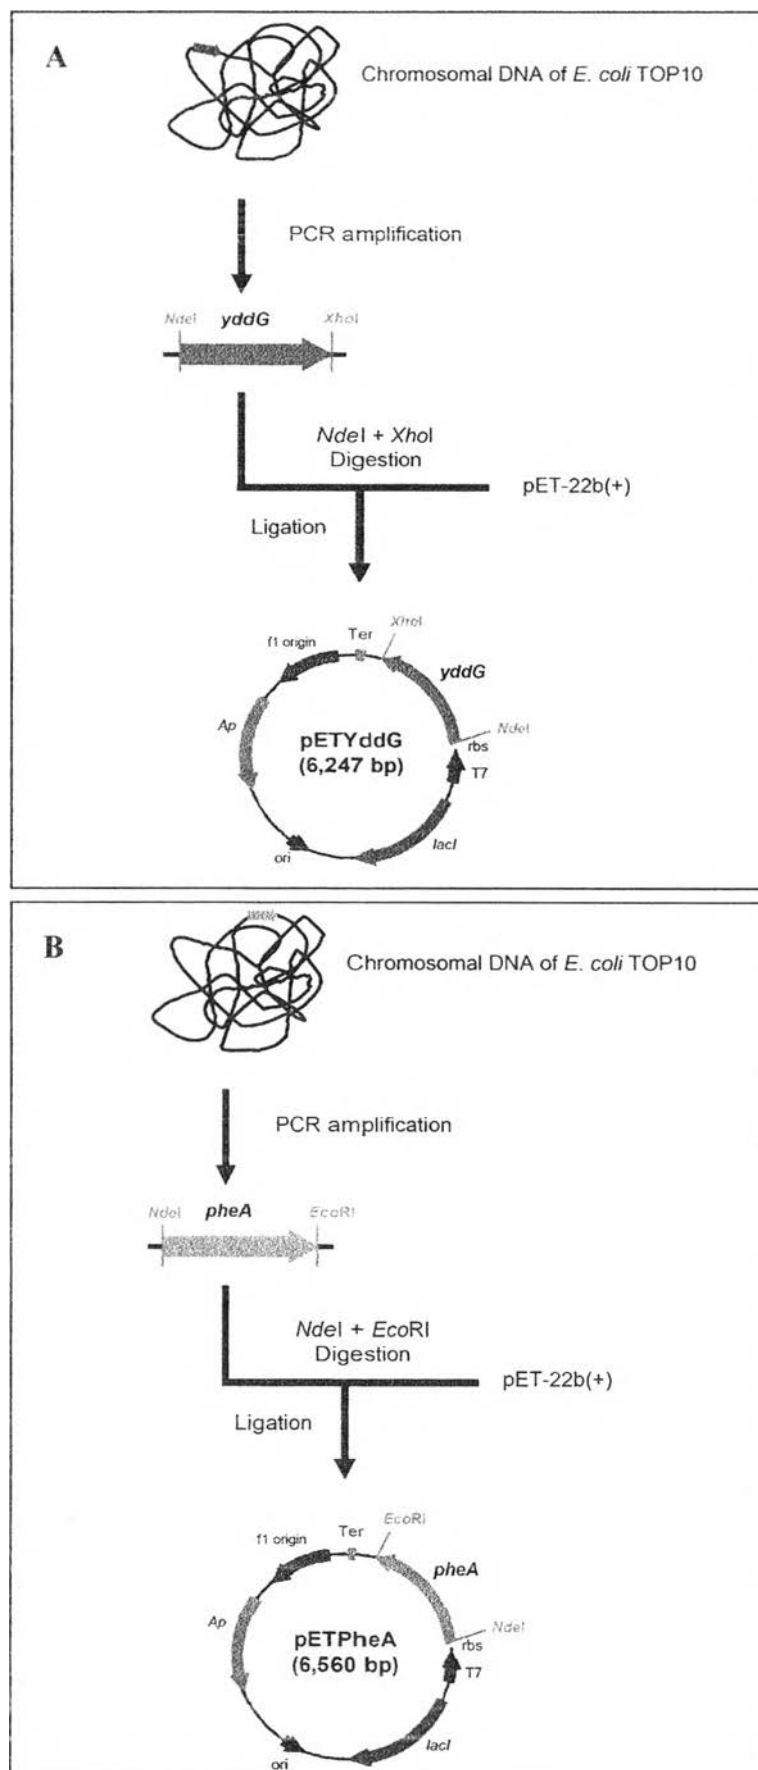 A
Chromosomal DNA of E. coli TOP10
PCR amplification
NdeI yddG XhoI
NdeI + XhoI
Digestion
pET-22b(+)
Ligation
f1 origin
Ter
XhoI
yddG
Ap
NdeI
pETYddG
(6,247 bp)
rbs
T7
ori
lacI
B
Chromosomal DNA of E. coli TOP10
PCR amplification
NdeI pheA EcoRI
NdeI + EcoRI
Digestion
pET-22b(+)
Ligation
f1 origin
Ter
EcoRI
pheA
Ap
NdeI
pETPheA
(6,560 bp)
rbs
T7
ori
lacI